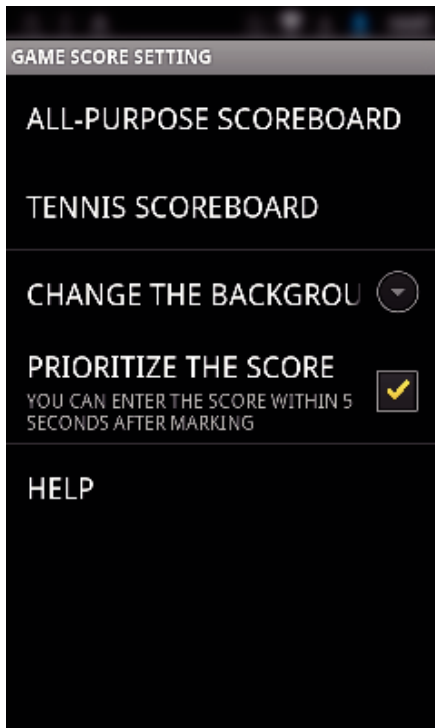 GAME SCORE SETTING
ALL-PURPOSE SCOREBOARD
TENNIS SCOREBOARD
CHANGE THE BACKGROU
PRIORITIZE THE SCORE
YOU CAN ENTER THE SCORE WITHIN 5
SECONDS AFTER MARKING
HELP